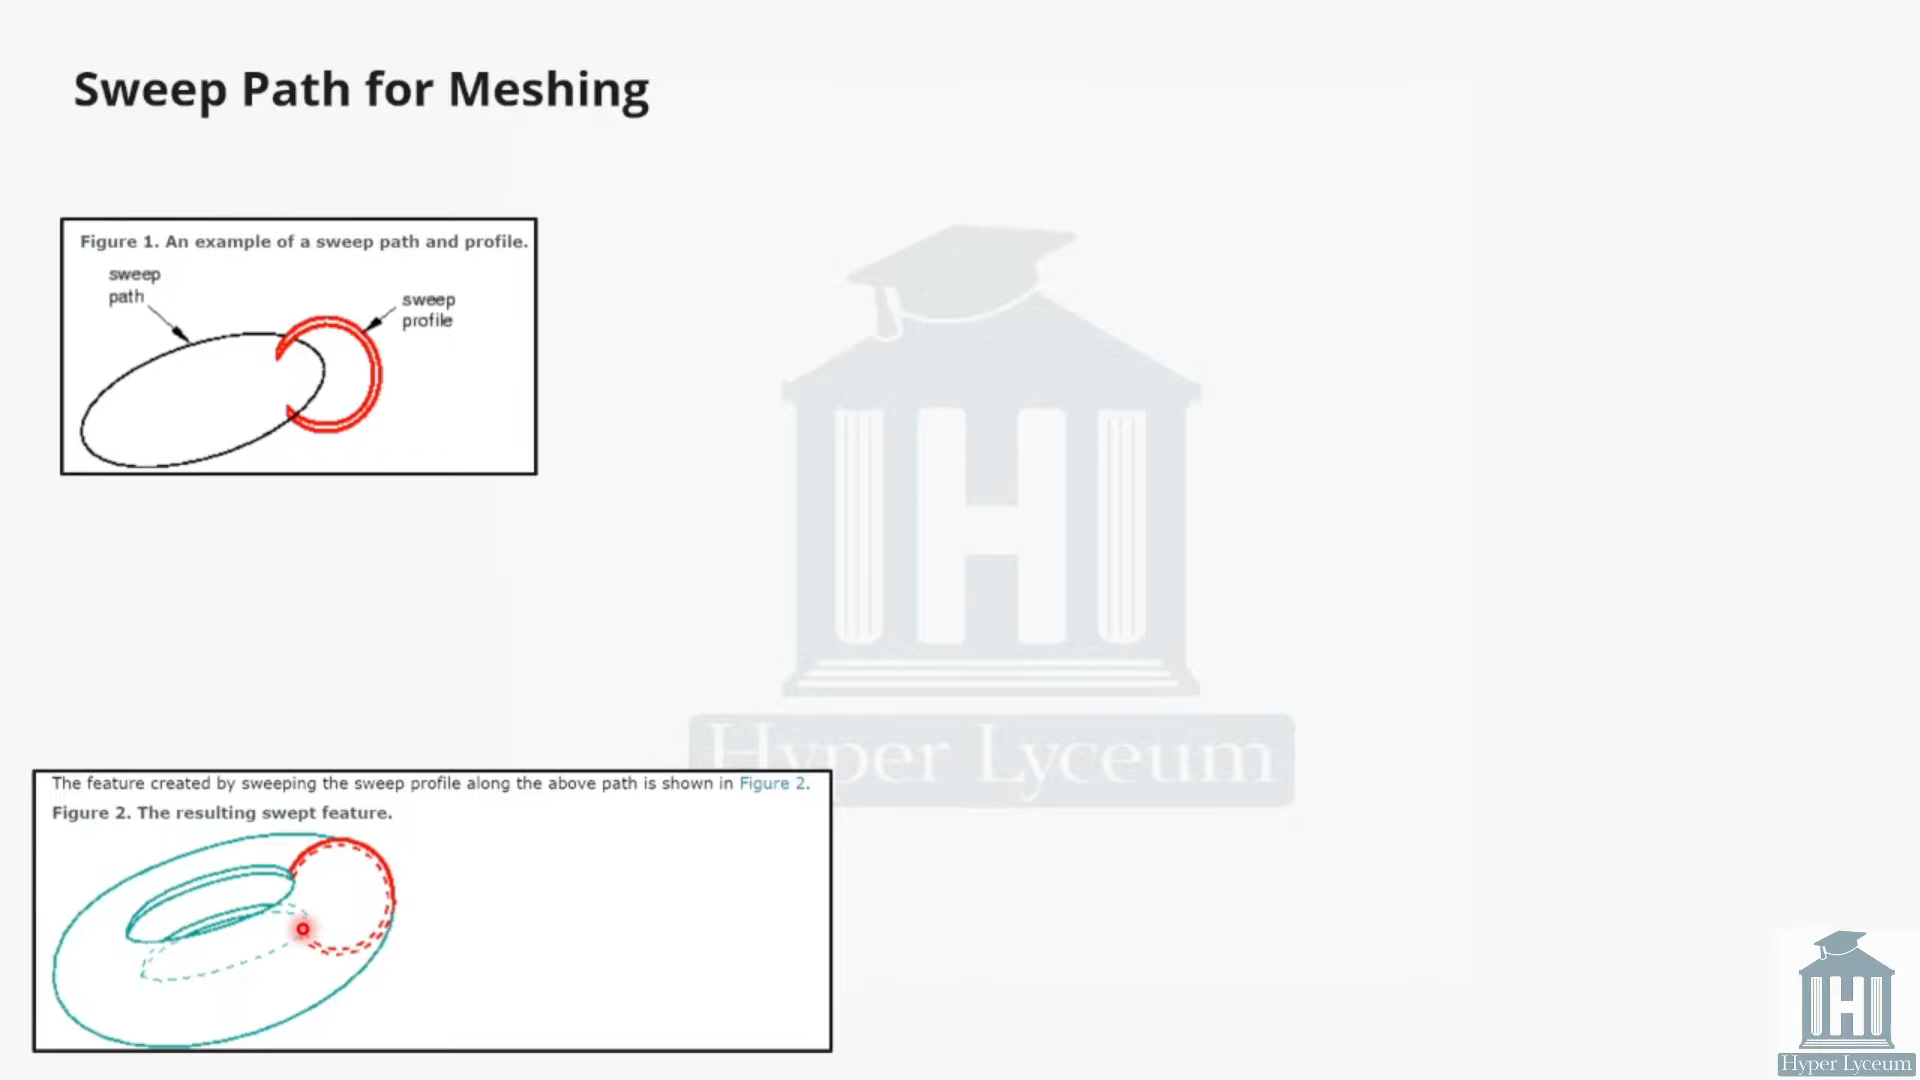 Sweep Path for Meshing
Figure 1. An example of a sweep path and profile.
sweep
path
sweep
profile
Hyper Lyceum
The feature created by sweeping the sweep profile along the above path is shown in Figure 2.
Figure 2. The resulting swept feature.
H
Hyper Lyceum